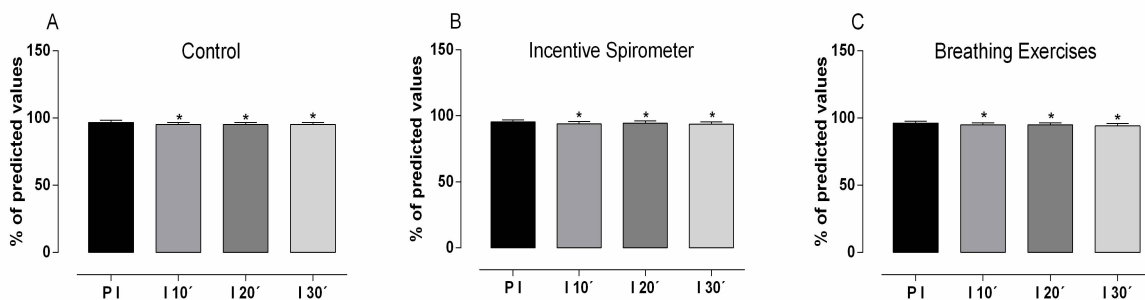 A
Control
% of predicted values
150
100
50
0
* * *
P I I 10´ I 20´ I 30´
B
Incentive Spirometer
% of predicted values
150
100
50
0
* * *
P I I 10´ I 20´ I 30´
C
Breathing Exercises
% of predicted values
150
100
50
0
* * *
P I I 10´ I 20´ I 30´